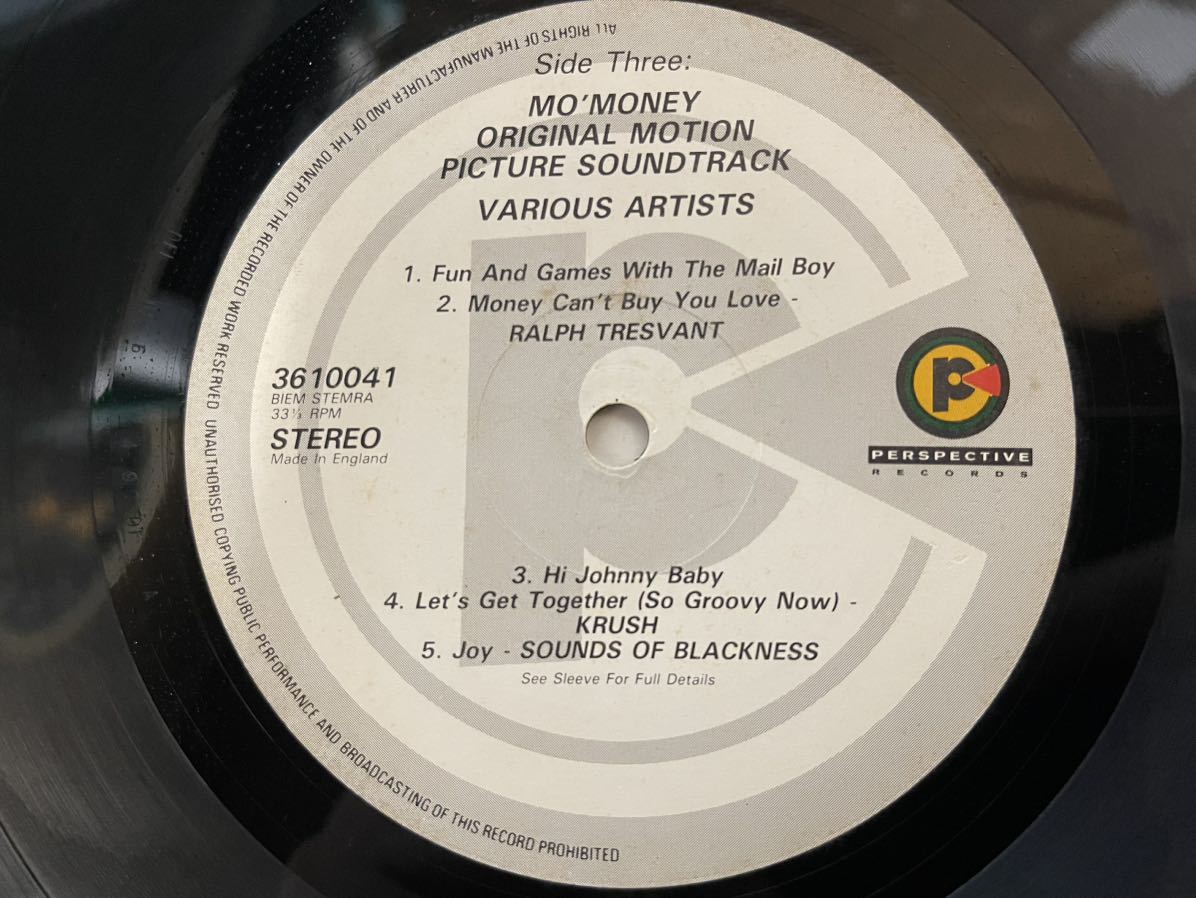 Side Three:
MO'MONEY
ORIGINAL MOTION
PICTURE SOUNDTRACK
VARIOUS ARTISTS
1. Fun And Games With The Mail Boy
2. Money Can't Buy You Love -
RALPH TRESVANT
3610041
BIEM STEMRA
33⅓ RPM
STEREO
Made In England
PERSPECTIVE
RECORDS
3. Hi Johnny Baby
4. Let's Get Together (So Groovy Now) -
KRUSH
5. Joy - SOUNDS OF BLACKNESS
See Sleeve For Full Details
ALL RIGHTS OF THE MANUFACTURER AND OF THE OWNER OF THE RECORDED WORK RESERVED UNAUTHORISED COPYING PUBLIC PERFORMANCE AND BROADCASTING OF THIS RECORD PROHIBITED